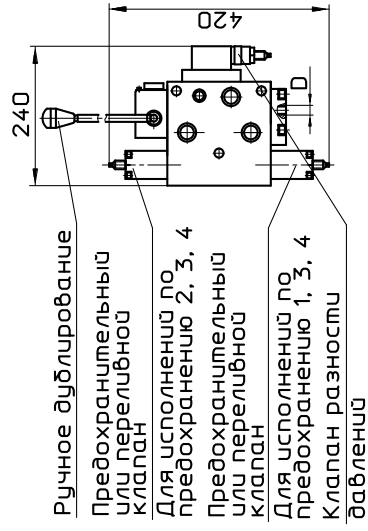 420
240
D
Ручное дублирование
Предохранительный
или переливной
клапан
Для исполнений по
предохранению 2, 3, 4
Предохранительный
или переливной
клапан
Для исполнений по
предохранению 1, 3, 4
Клапан разности
давлений